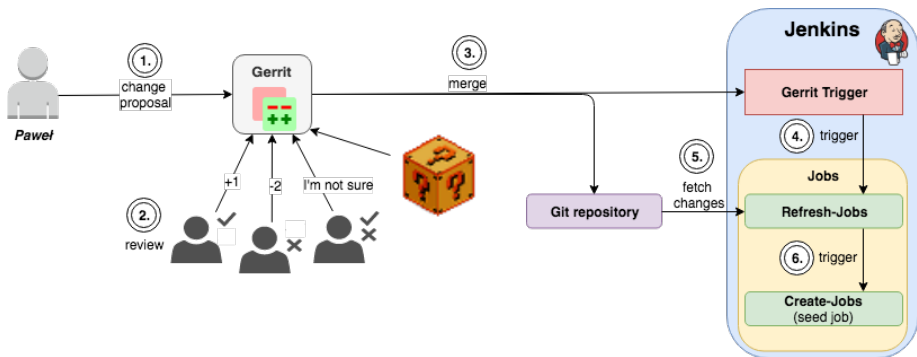 Jenkins
1.
change
proposal
Paweł
Gerrit
3.
merge
Gerrit Trigger
4.
trigger
+1
-2
I'm not sure
2.
review
? ? ?
5.
fetch
changes
Git repository
Jobs
Refresh-Jobs
6.
trigger
Create-Jobs
(seed job)